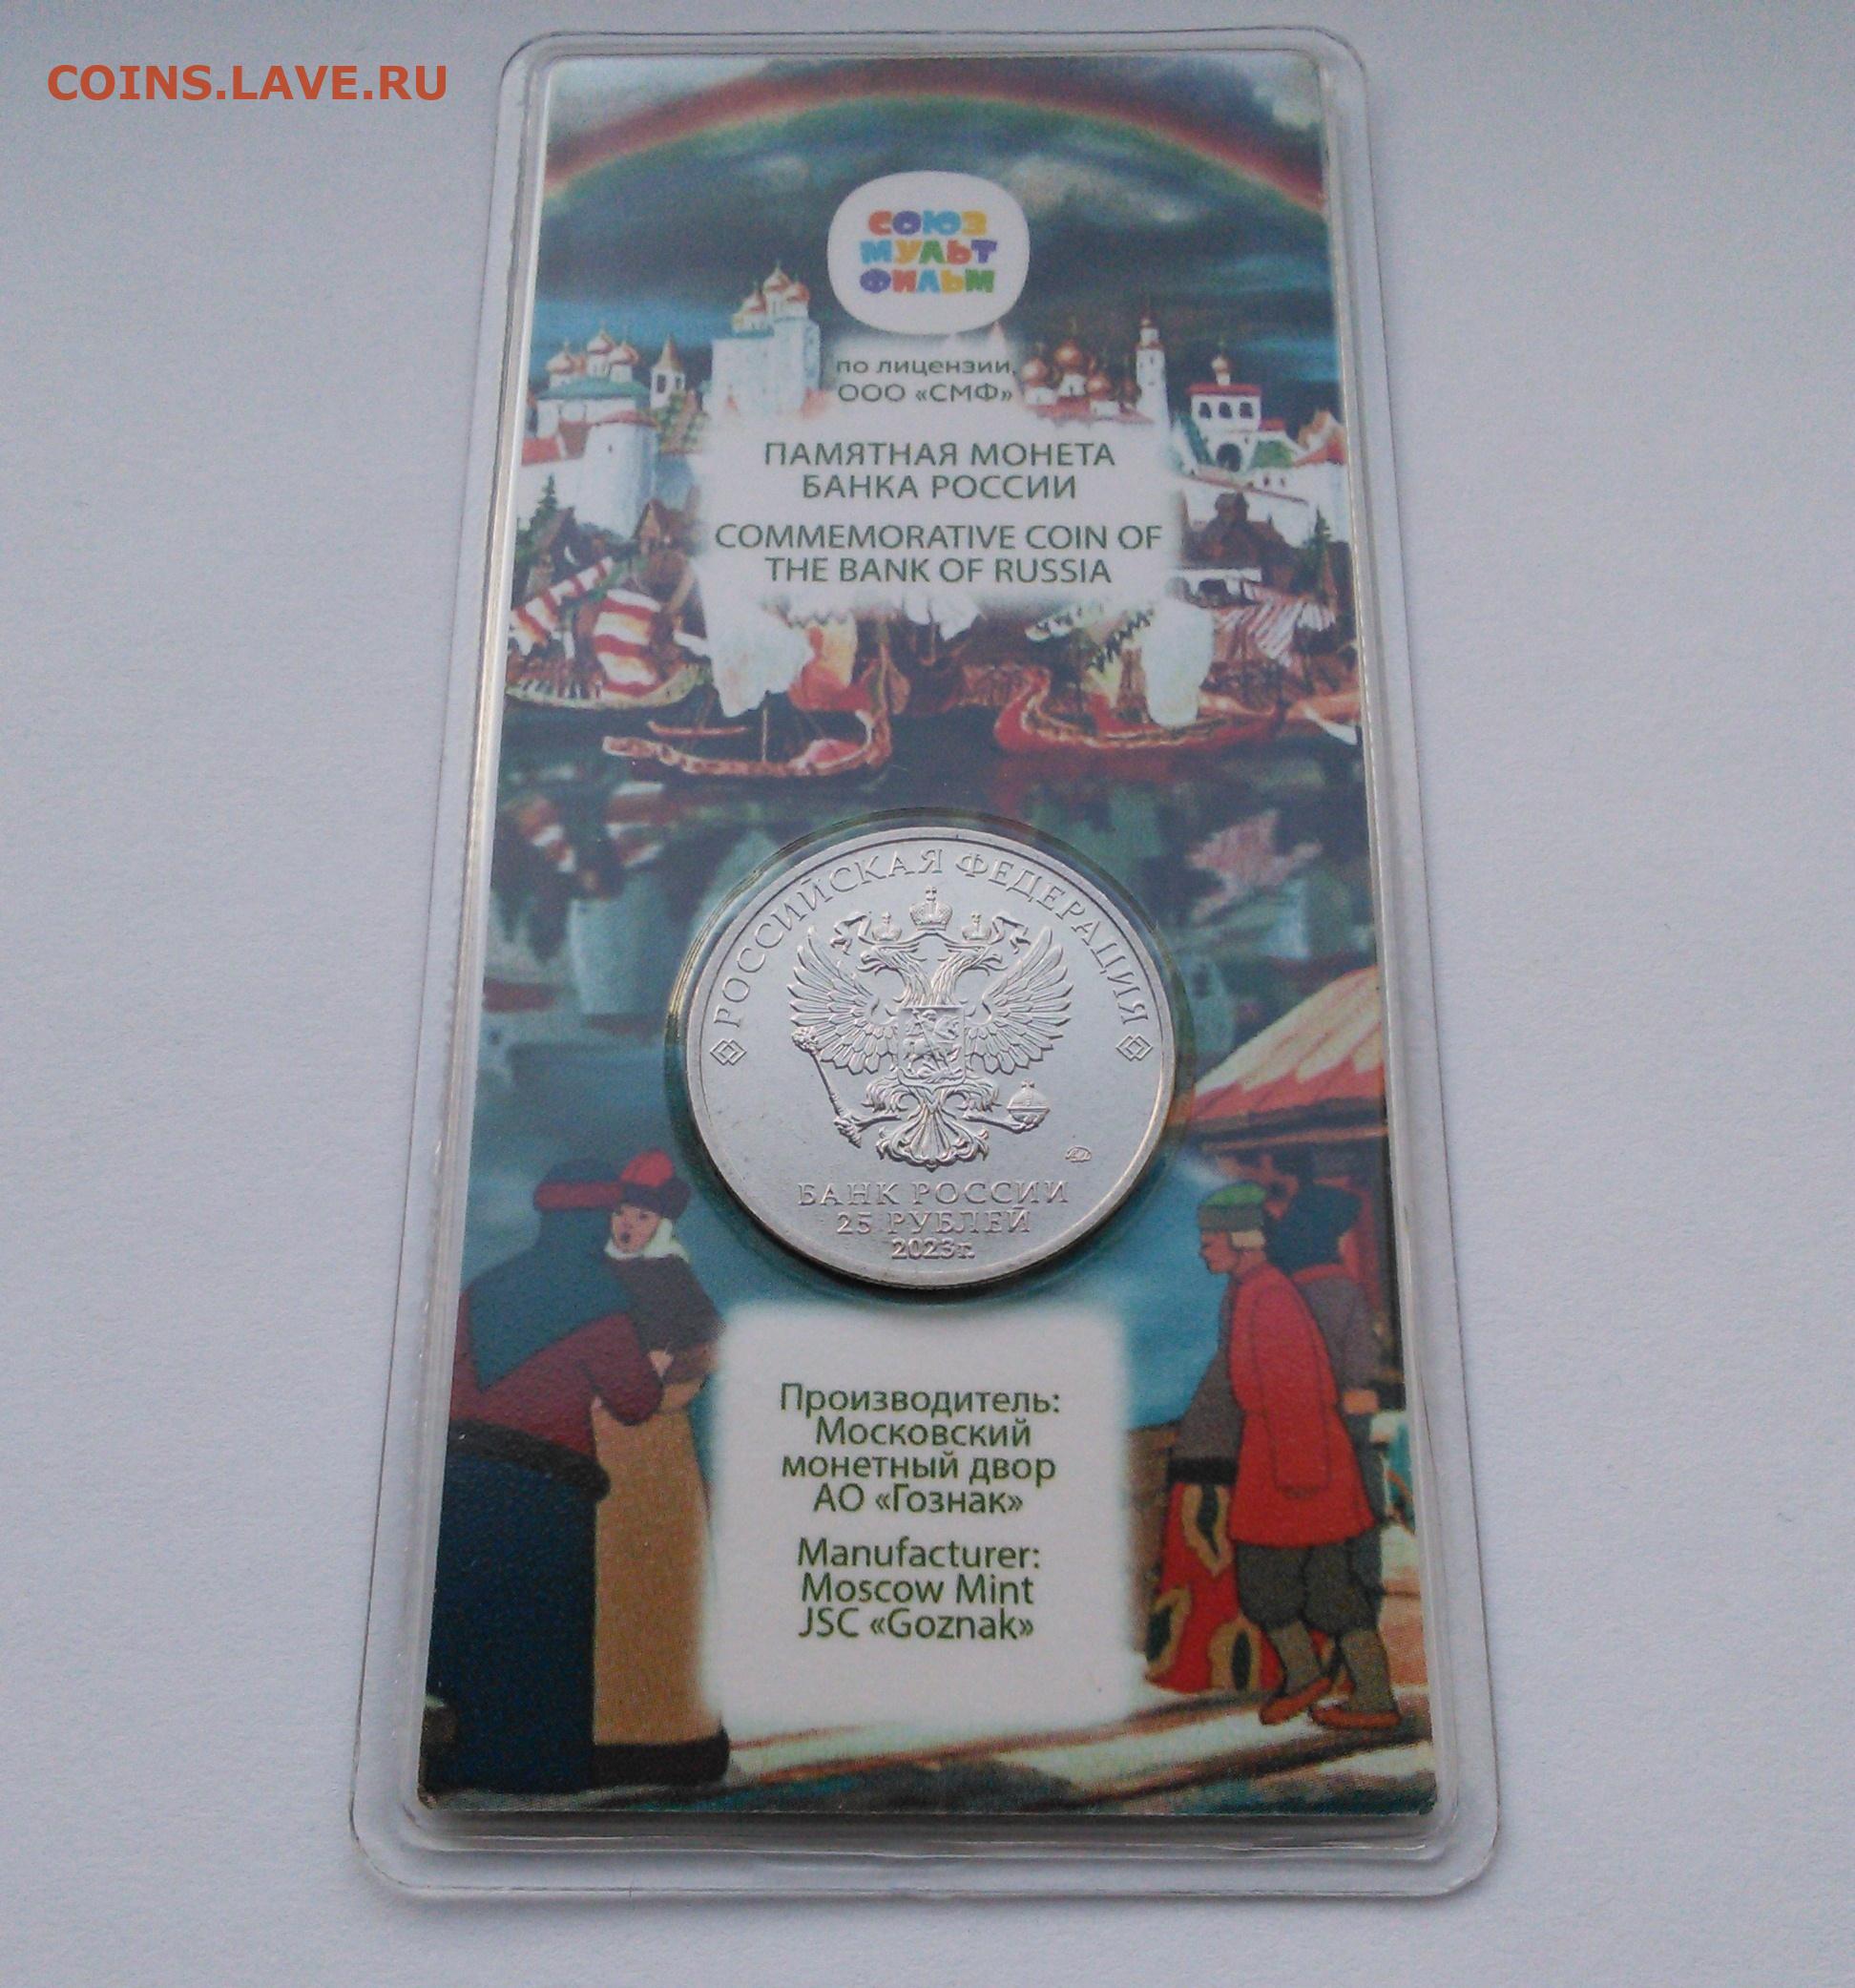 COINS.LAVE.RU
СОЮЗ
МУЛЬТ
ФИЛЬМ
ПО ЛИЦЕНЗИИ
ООО «СМФ»
ПАМЯТНАЯ МОНЕТА
БАНКА РОССИИ
COMMEMORATIVE COIN OF
THE BANK OF RUSSIA
РОССИЙСКАЯ ФЕДЕРАЦИЯ
ММД
БАНК РОССИИ
25 РУБЛЕЙ
2023 г.
Производитель:
Московский
монетный двор
АО «Гознак»
Manufacturer:
Moscow Mint
JSC «Goznak»